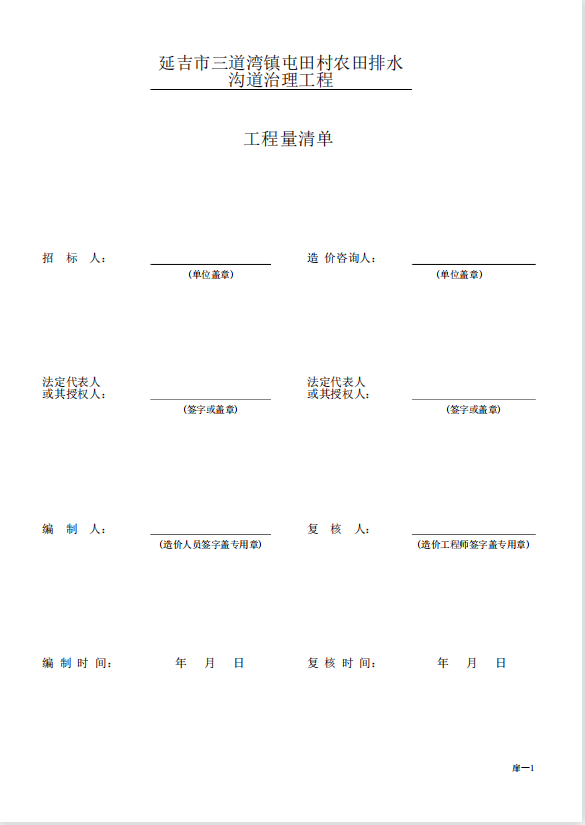 延吉市三道湾镇屯田村农田排水
沟道治理工程
工程量清单
招 标 人： 造 价咨询人：
(单位盖章) (单位盖章)
法定代表人 法定代表人
或其授权人： 或其授权人：
(签字或盖章) (签字或盖章)
编 制 人： 复 核 人：
(造价人员签字盖专用章) (造价工程师签字盖专用章)
编 制 时 间： 年 月 日 复 核 时 间： 年 月 日
扉—1